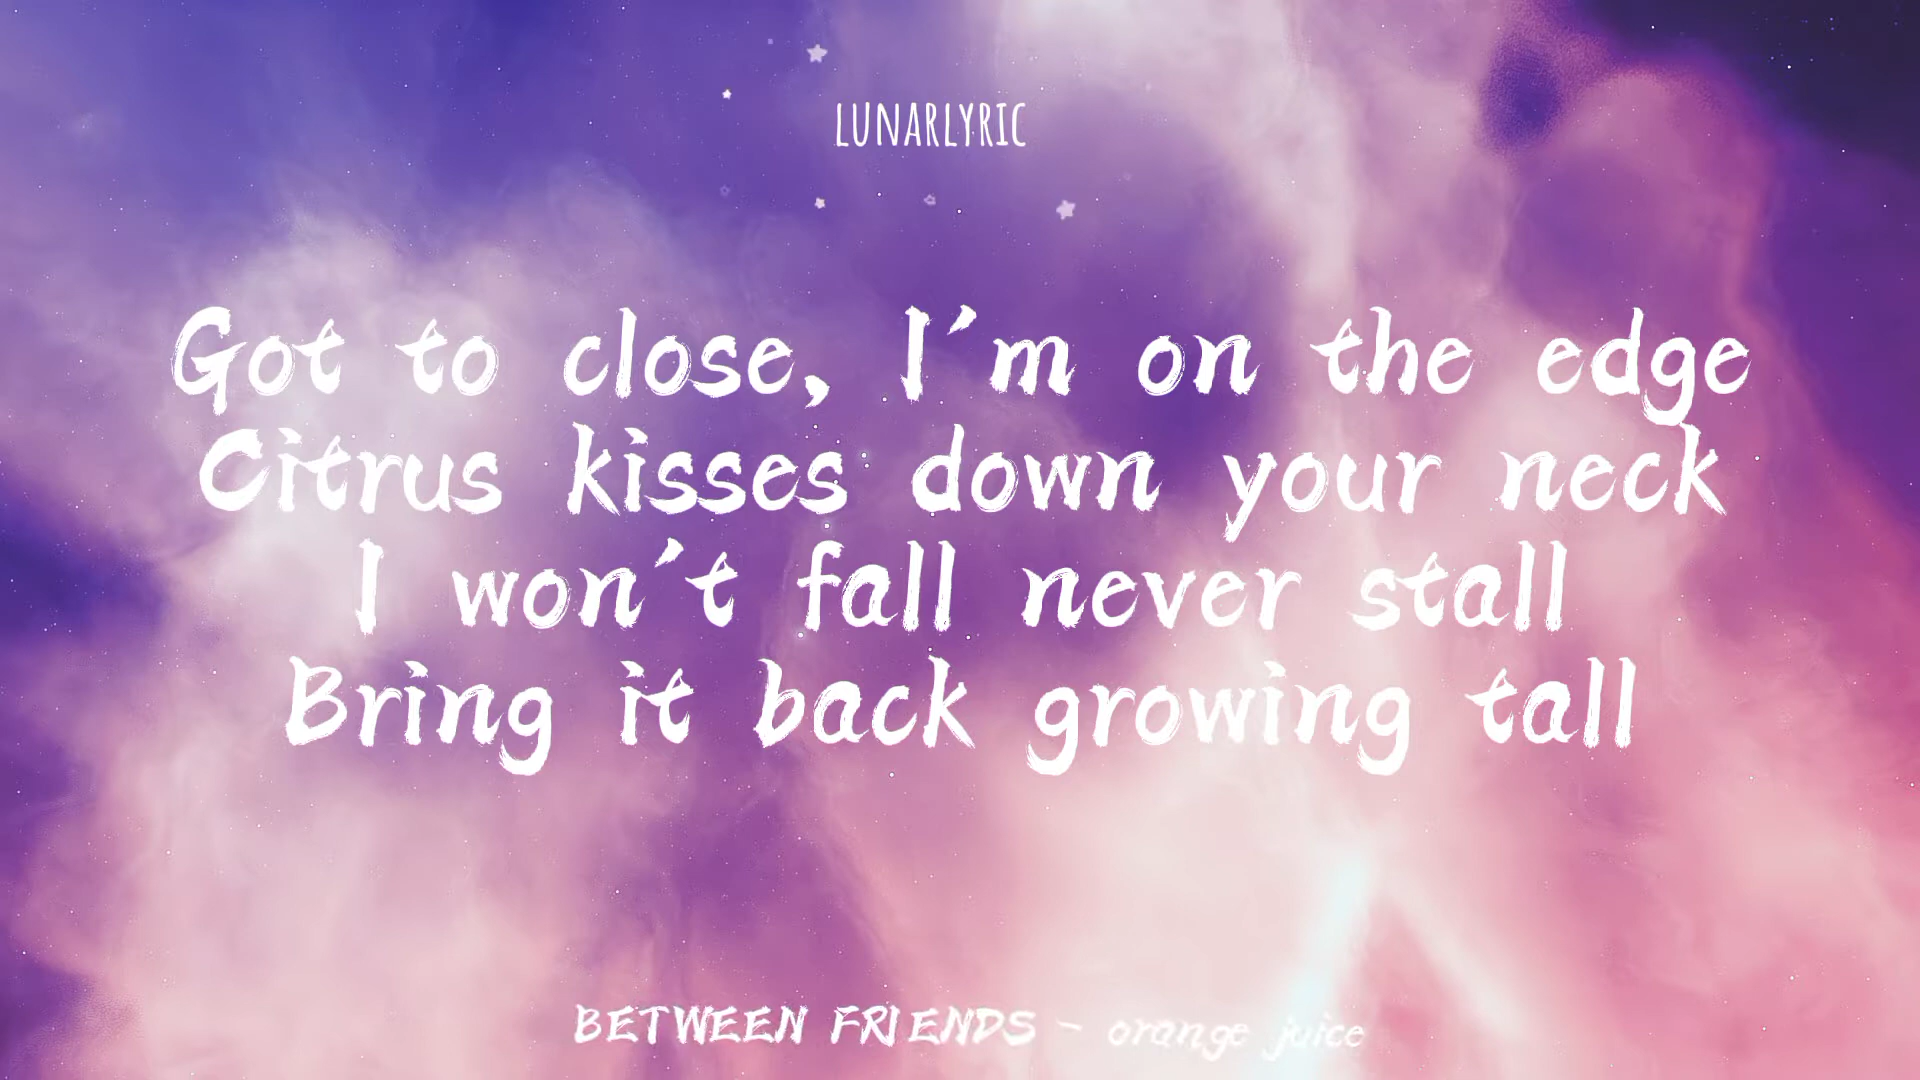 LUNARLYRIC
Got to close, I'm on the edge
Citrus kisses down your neck
I won't fall never stall
Bring it back growing tall
BETWEEN FRIENDS - orange juice